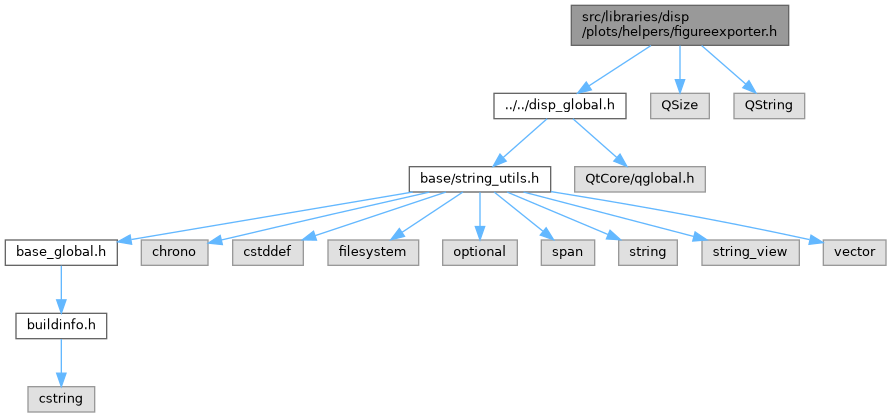 src/libraries/disp
/plots/helpers/figureexporter.h
../../disp_global.h
QSize
QString
base/string_utils.h
QtCore/qglobal.h
base_global.h
chrono
cstddef
filesystem
optional
span
string
string_view
vector
buildinfo.h
cstring